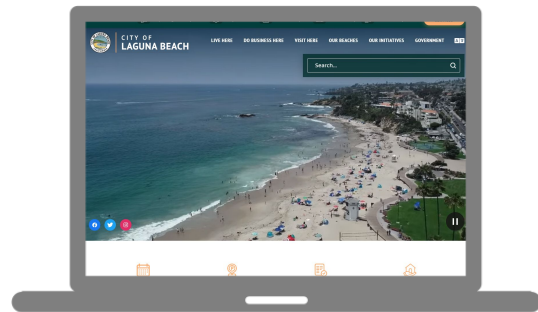 CITY OF
LAGUNA BEACH
LIVE HERE DO BUSINESS HERE VISIT HERE OUR BEACHES OUR INITIATIVES GOVERNMENT
Search...